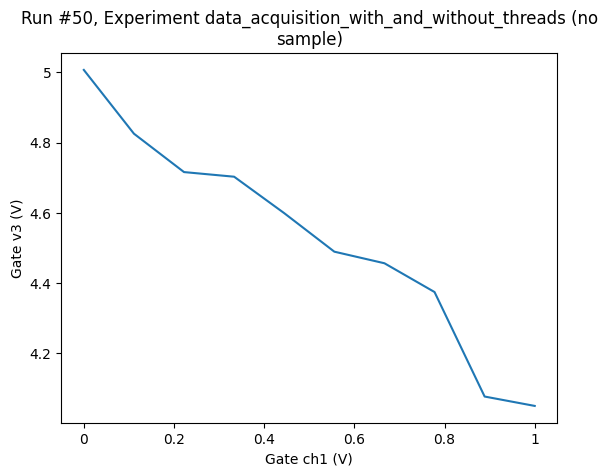 Run #50, Experiment data_acquisition_with_and_without_threads (no
sample)
5
4.8
4.6
4.4
4.2
Gate v3 (V)
0
0.2
0.4
0.6
0.8
1
Gate ch1 (V)